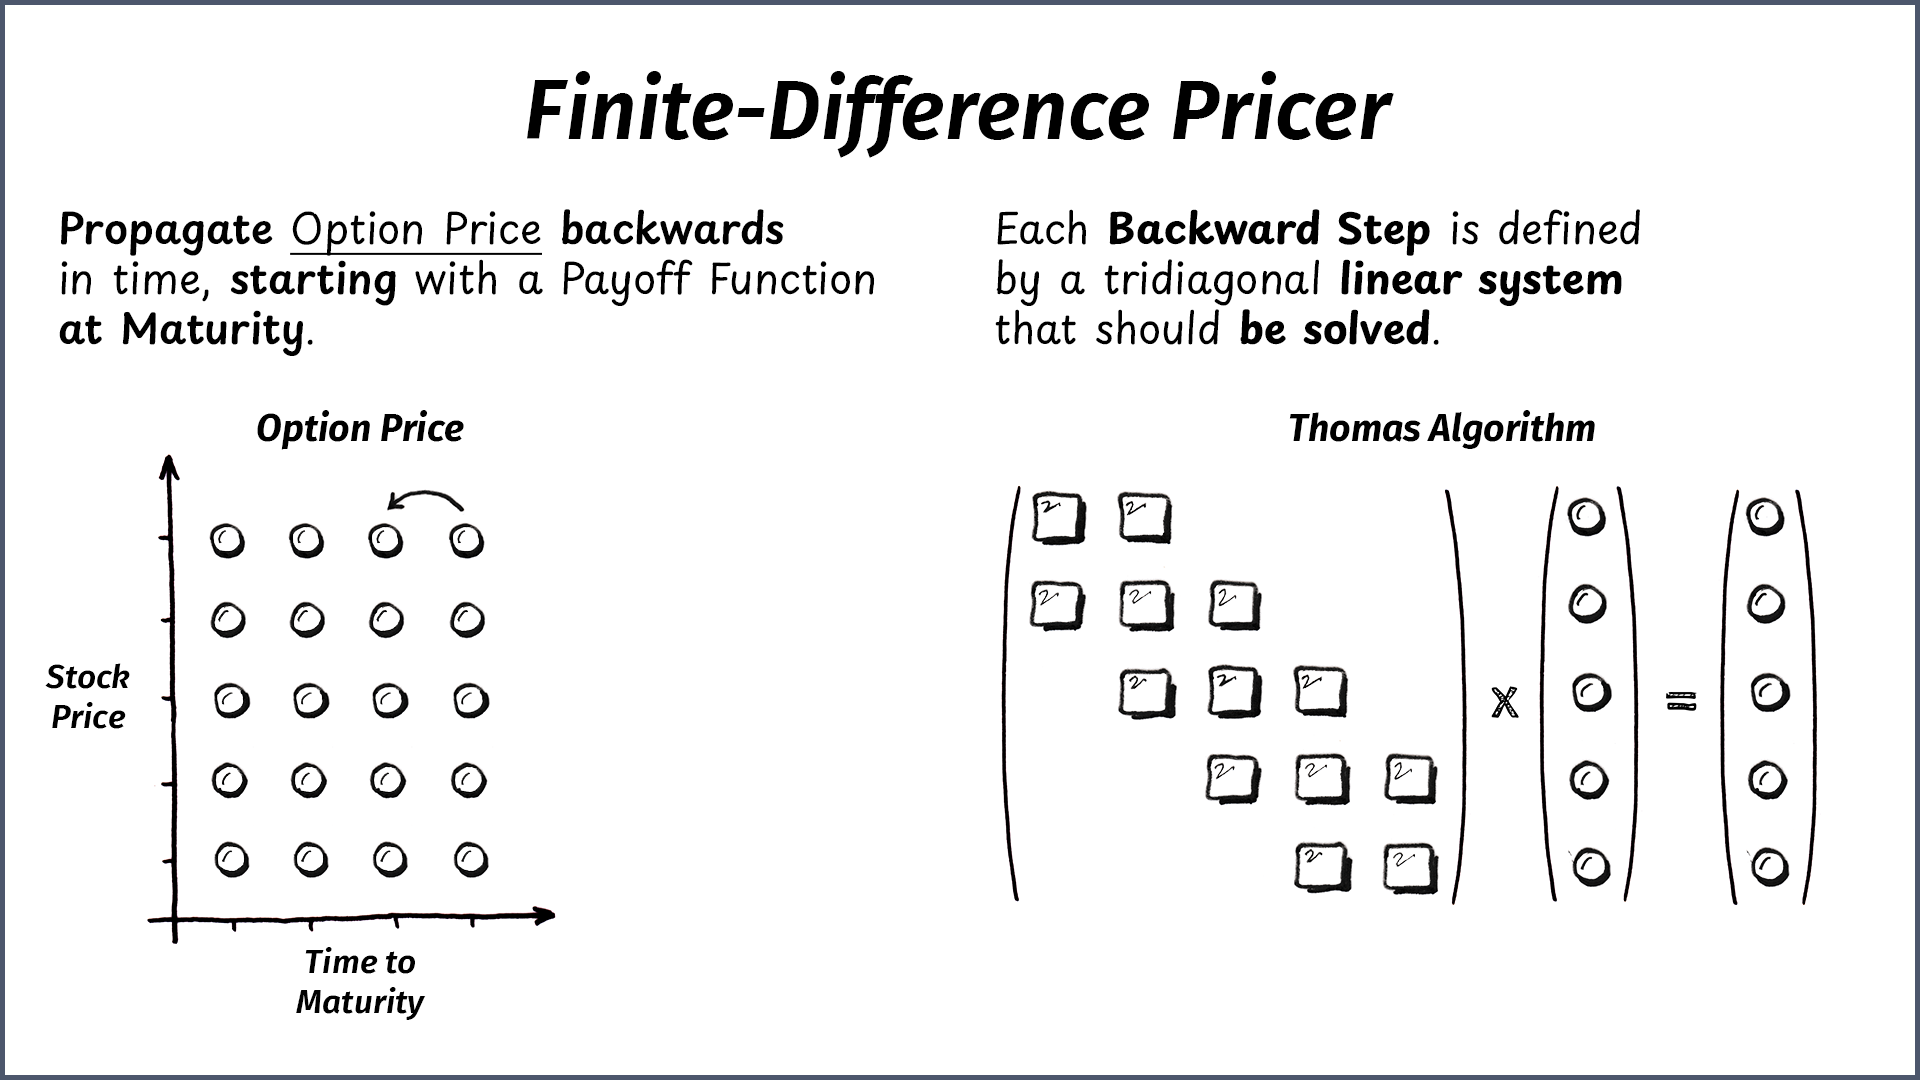 Finite-Difference Pricer
Propagate Option Price backwards
in time, starting with a Payoff Function
at Maturity.
Each Backward Step is defined
by a tridiagonal linear system
that should be solved.
Option Price
Stock
Price
Time to
Maturity
Thomas Algorithm
x
=